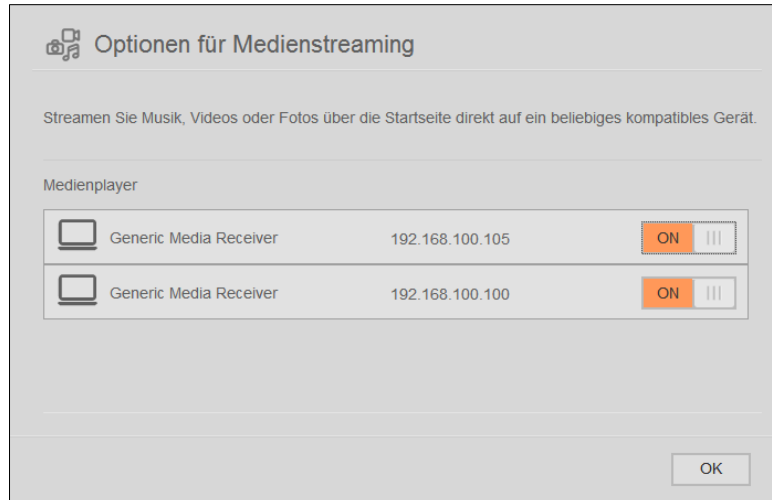 Optionen für Medienstreaming
Streamen Sie Musik, Videos oder Fotos über die Startseite direkt auf ein beliebiges kompatibles Gerät.
Medienplayer
Generic Media Receiver 192.168.100.105 ON
Generic Media Receiver 192.168.100.100 ON
OK